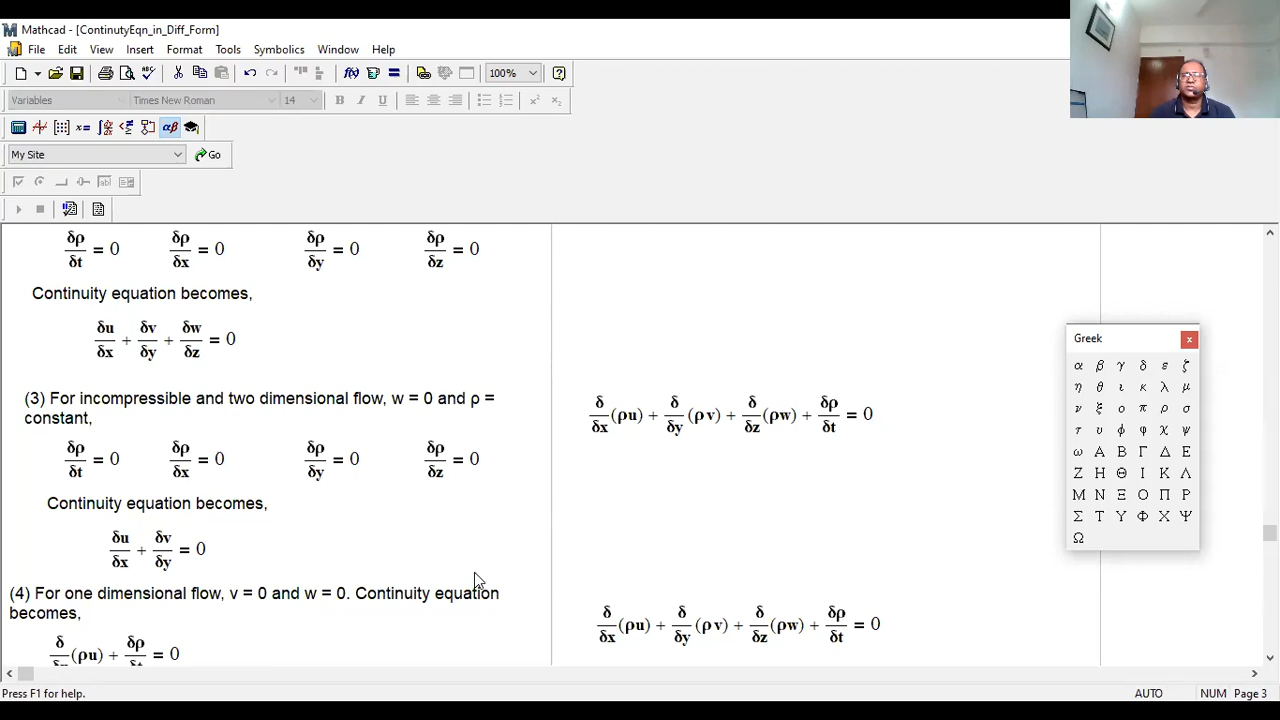 Mathcad - [ContinutyEqn_in_Diff_Form]
File Edit View Insert Format Tools Symbolics Window Help
100%
Variables Times New Roman 14 B I U
My Site Go
δρ/δt = 0 δρ/δx = 0 δρ/δy = 0 δρ/δz = 0
Continuity equation becomes,
δu/δx + δv/δy + δw/δz = 0
(3) For incompressible and two dimensional flow, w = 0 and ρ =
constant,
δ/δx (ρu) + δ/δy (ρv) + δ/δz (ρw) + δρ/δt = 0
δρ/δt = 0 δρ/δx = 0 δρ/δy = 0 δρ/δz = 0
Continuity equation becomes,
δu/δx + δv/δy = 0
(4) For one dimensional flow, v = 0 and w = 0. Continuity equation
becomes,
δ/δx (ρu) + δ/δy (ρv) + δ/δz (ρw) + δρ/δt = 0
(ρu) + = 0
Greek x
α β γ δ ε ζ
η θ ι κ λ μ
ν ξ ο π ρ σ
τ υ ϕ φ χ ψ
ω Α Β Γ Δ Ε
Ζ Η Θ Ι Κ Λ
Μ Ν Ξ Ο Π Ρ
Σ Τ Υ Φ Χ Ψ
Ω
Press F1 for help. AUTO NUM Page 3